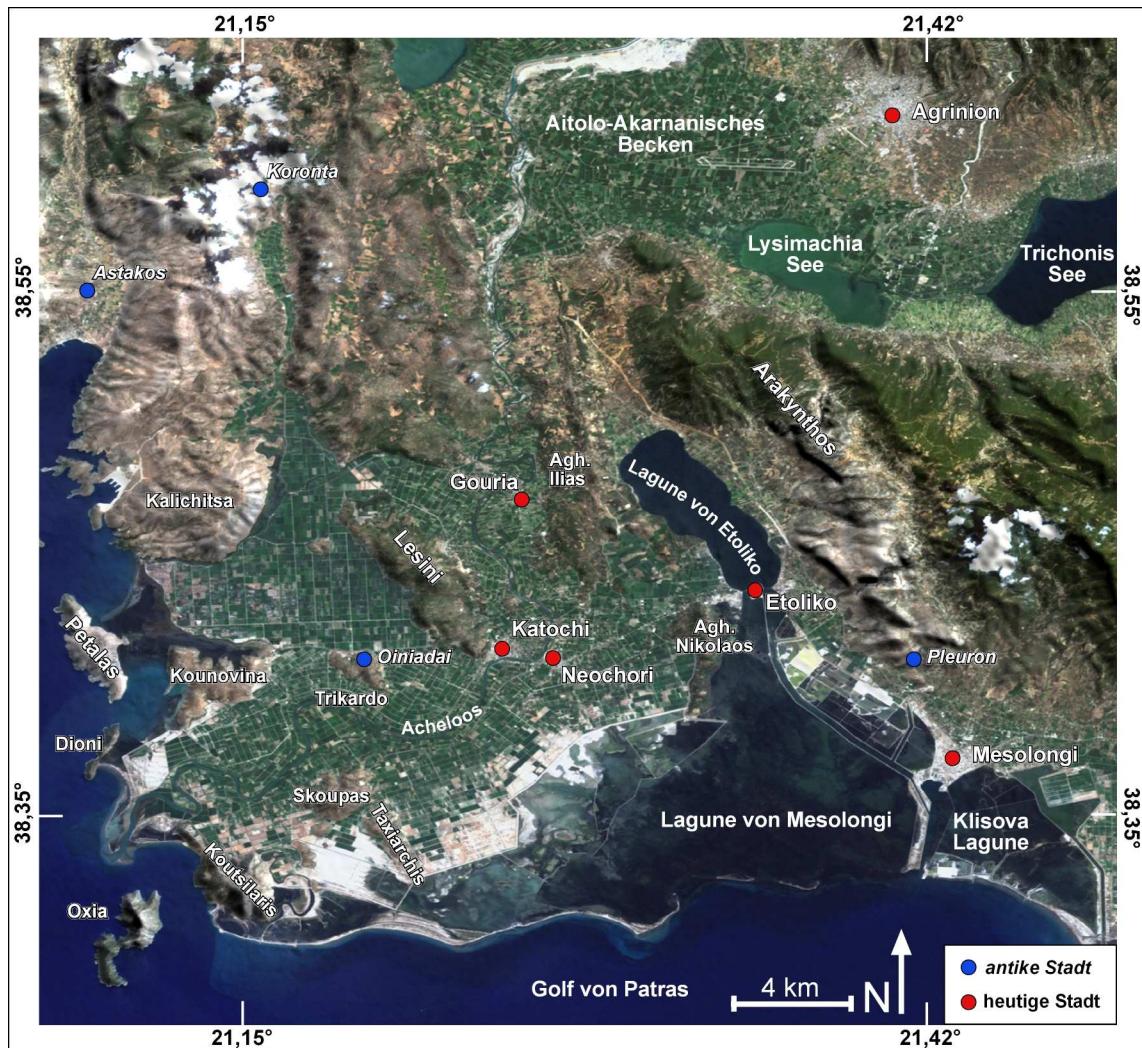 21,15°
21,42°
Aitolo-Akarnanisches
Becken
Agrinion
Koronta
Lysimachia
See
Trichonis
See
Astakos
38,55°
38,55°
Arakynthos
Agh.
Ilias
Gouria
Lagune von Etoliko
Kalichitsa
Lesini
Etoliko
Katochi
Agh.
Nikolaos
Petalas
Oiniadai
Pleuron
Kounovina
Neochori
Trikardo
Acheloos
Dioni
Mesolongi
Skoupas
Taxiarchis
38,35°
38,35°
Lagune von Mesolongi
Klisova
Lagune
Koutsilaris
Oxia
Golf von Patras
4 km
N
antike Stadt
heutige Stadt
21,15°
21,42°